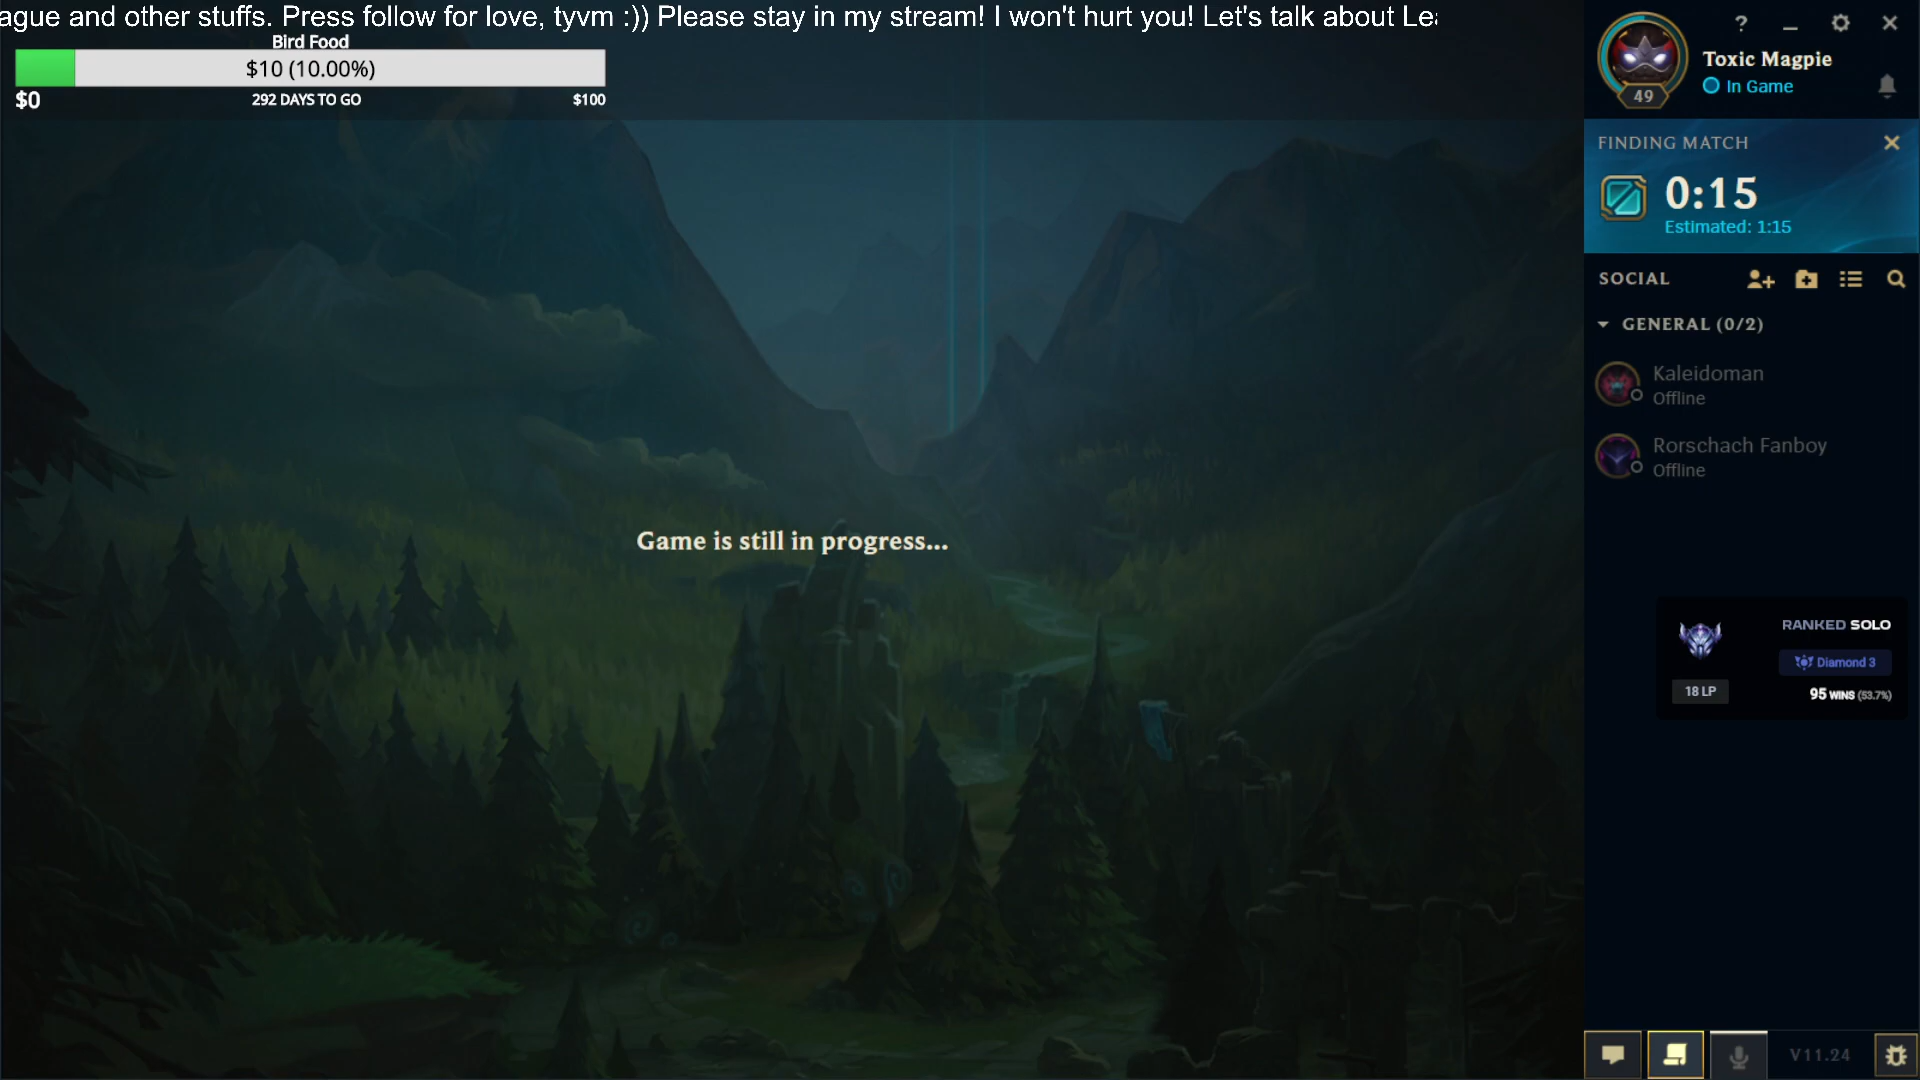 ague and other stuffs. Press follow for love, tyvm :)) Please stay in my stream! I won't hurt you! Let's talk about Lea
Bird Food
$10 (10.00%)
$0 292 DAYS TO GO $100
Toxic Magpie
In Game
49
FINDING MATCH
0:15
Estimated: 1:15
SOCIAL
GENERAL (0/2)
Kaleidoman
Offline
Rorschach Fanboy
Offline
Game is still in progress...
RANKED SOLO
Diamond 3
18 LP
95 WINS (53.7%)
V11.24